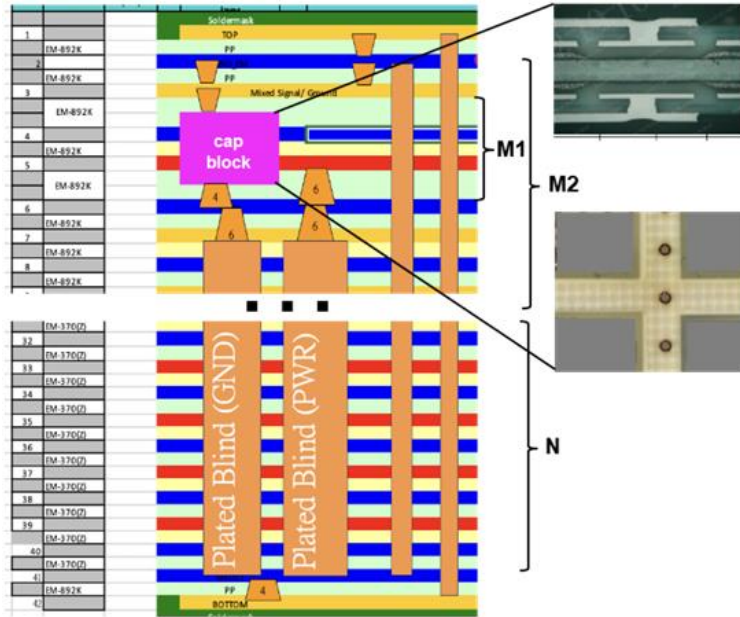 Soldermask
1
TOP
PP
EM-892K
2
PP
EM-892K
3
Mixed Signal/ Ground
EM-892K
4
cap
block
EM-892K
5
EM-892K
4
6
6
6
6
EM-892K
7
EM-892K
8
EM-892K
M1
M2
EM-370(Z)
32
EM-370(Z)
33
EM-370(Z)
34
EM-370(Z)
35
EM-370(Z)
36
EM-370(Z)
37
EM-370(Z)
38
EM-370(Z)
39
EM-370(Z)
40
EM-370(Z)
41
EM-892K
PP
4
42
BOTTOM
Plated Blind (GND)
Plated Blind (PWR)
N